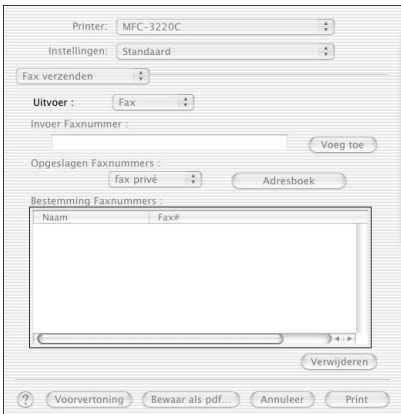 Printer: MFC-3220C
Instellingen: Standaard
Fax verzenden
Uitvoer : Fax
Invoer Faxnummer :
Voeg toe
Opgeslagen Faxnummers :
fax privé Adresboek
Bestemming Faxnummers :
Naam Fax#
Verwijderen
? Voorvertoning Bewaar als pdf... Annuleer Print